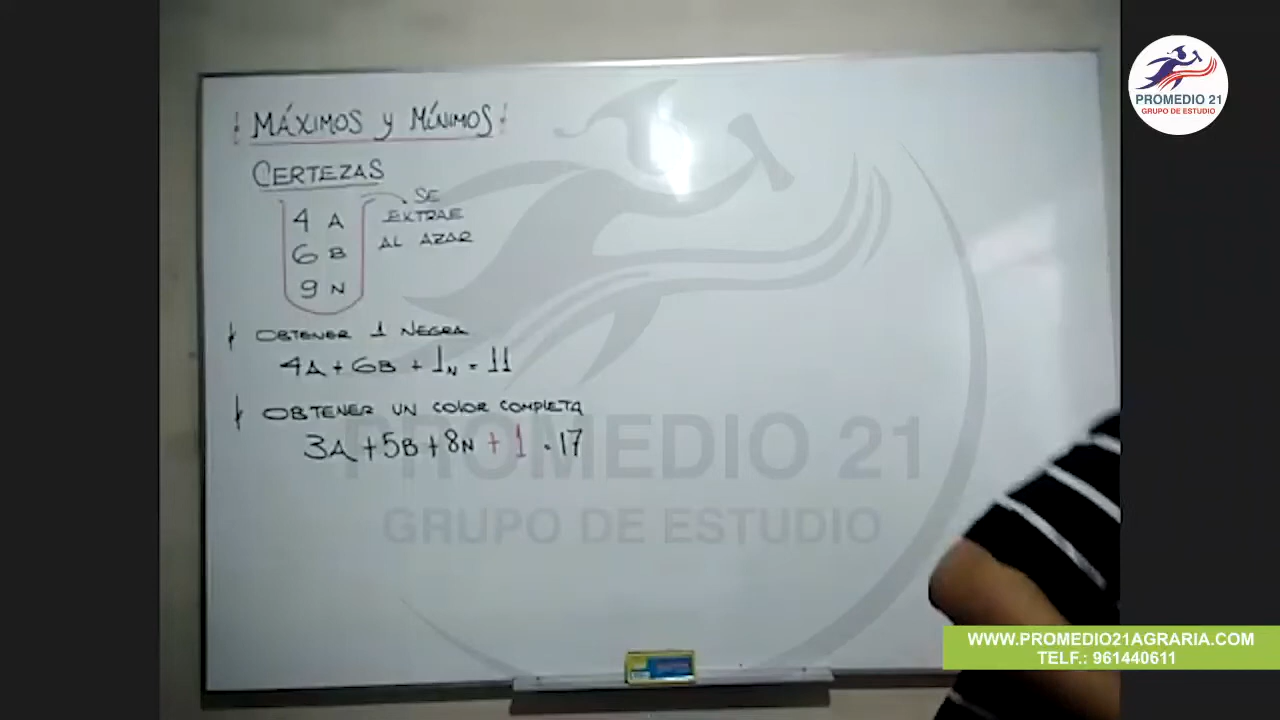 MÁXIMOS Y MÍNIMOS
CERTEZAS
4 A
6 B
9 N
SE
EXTRAE
AL AZAR
OBTENER 1 NEGRA
4A + 6B + 1N = 11
OBTENER UN COLOR COMPLETA
3A + 5B + 8N + 1 = 17
PROMEDIO 21
GRUPO DE ESTUDIO
PROMEDIO 21
GRUPO DE ESTUDIO
WWW.PROMEDIO21AGRARIA.COM
TELF.: 961440611